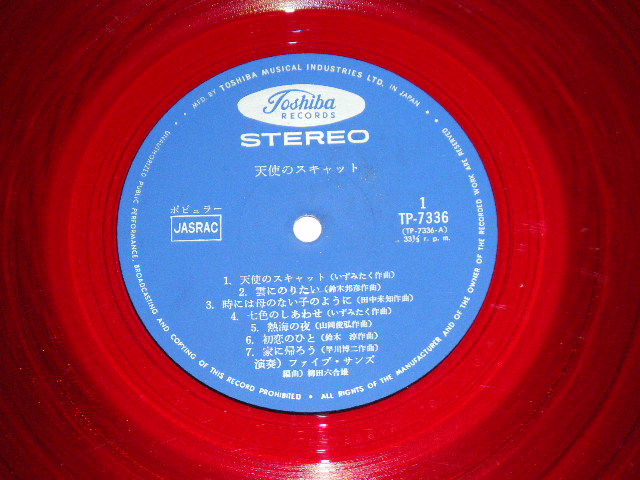 MFD. BY TOSHIBA MUSICAL INDUSTRIES LTD. IN JAPAN
Toshiba
RECORDS
STEREO
天使のスキャット
ポピュラー
JASRAC
1
TP-7336
(TP-7336-A)
33⅓ r. p. m.
1. 天使のスキャット(いずみたく作曲)
2. 雲にのりたい(鈴木邦彦作曲)
3. 時には母のない子のように(田中未知作曲)
4. 七色のしあわせ(いずみたく作曲)
5. 熱海の夜(山岡俊弘作曲)
6. 初恋のひと(鈴木 淳作曲)
7. 家に帰ろう(早川博二作曲)
演奏) ファイブ・サンズ
編曲) 柳田六合雄
UNAUTHORIZED PUBLIC PERFORMANCE, BROADCASTING AND COPYING OF THIS RECORD PROHIBITED • ALL RIGHTS OF THE MANUFACTURER AND OF THE OWNER OF THE RECORDED WORK ARE RESERVED